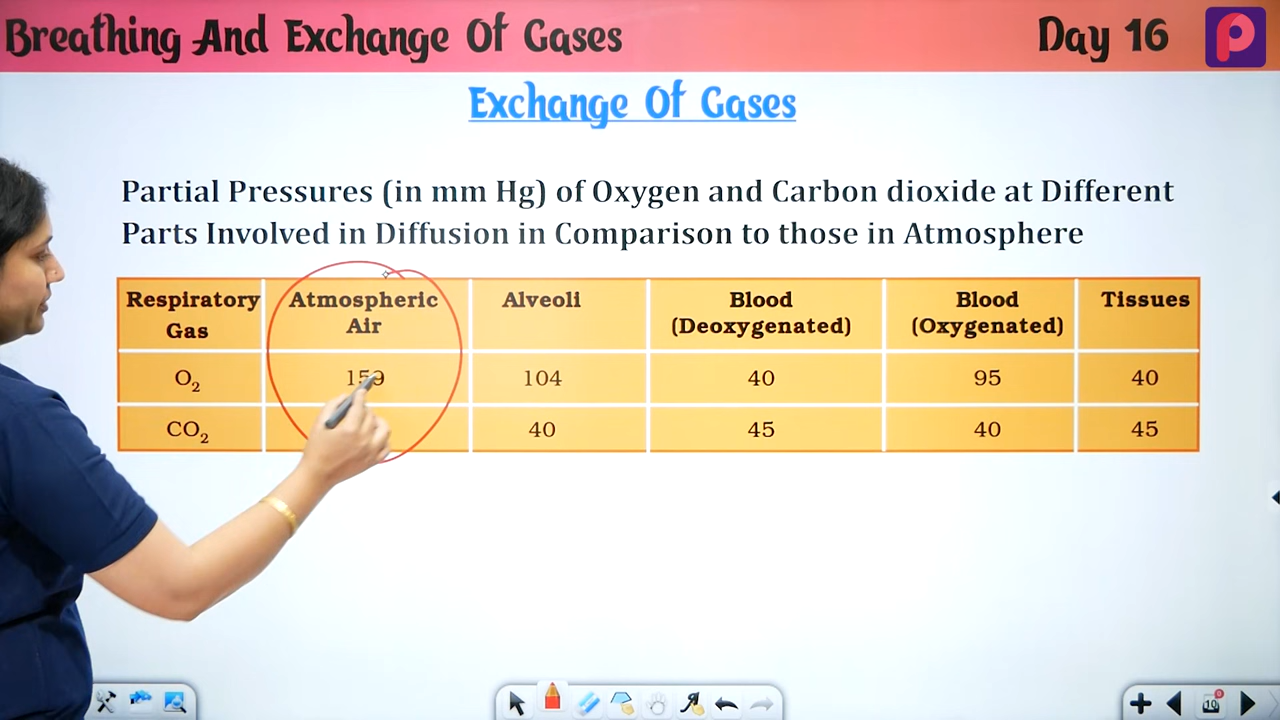 Breathing And Exchange Of Gases
Day 16
Exchange Of Gases
Partial Pressures (in mm Hg) of Oxygen and Carbon dioxide at Different
Parts Involved in Diffusion in Comparison to those in Atmosphere
Respiratory Gas Atmospheric Air Alveoli Blood (Deoxygenated) Blood (Oxygenated) Tissues
O₂ 159 104 40 95 40
CO₂ 40 45 40 45
10